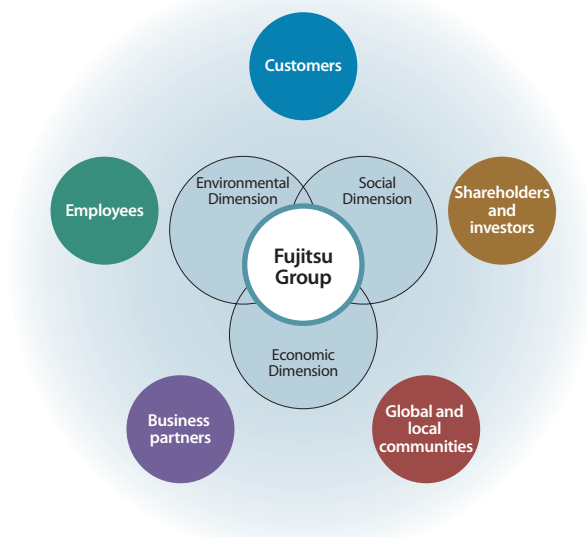 Customers
Environmental
Dimension
Social
Dimension
Employees
Shareholders
and
investors
Fujitsu
Group
Economic
Dimension
Business
partners
Global and
local
communities